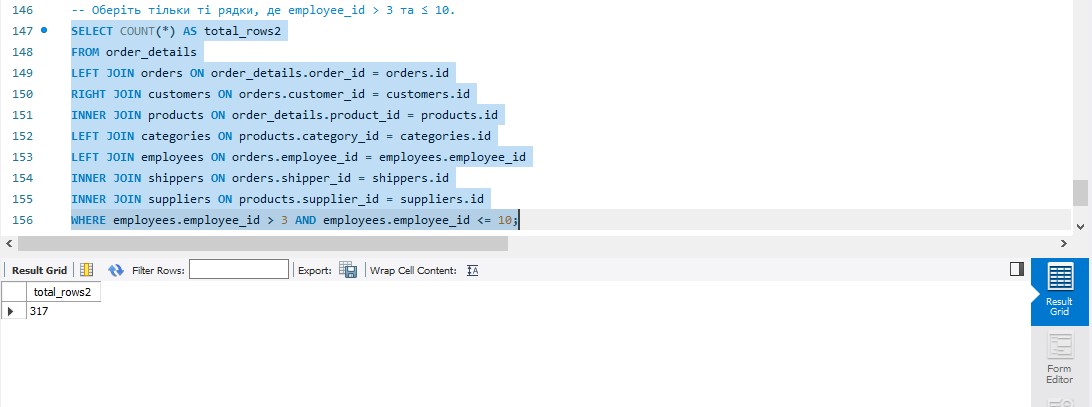 146 -- Оберіть тільки ті рядки, де employee_id > 3 та ≤ 10.
147 SELECT COUNT(*) AS total_rows2
148 FROM order_details
149 LEFT JOIN orders ON order_details.order_id = orders.id
150 RIGHT JOIN customers ON orders.customer_id = customers.id
151 INNER JOIN products ON order_details.product_id = products.id
152 LEFT JOIN categories ON products.category_id = categories.id
153 LEFT JOIN employees ON orders.employee_id = employees.employee_id
154 INNER JOIN shippers ON orders.shipper_id = shippers.id
155 INNER JOIN suppliers ON products.supplier_id = suppliers.id
156 WHERE employees.employee_id > 3 AND employees.employee_id <= 10;
Result Grid Filter Rows: Export: Wrap Cell Content:
total_rows2
317
Result
Grid
Form
Editor